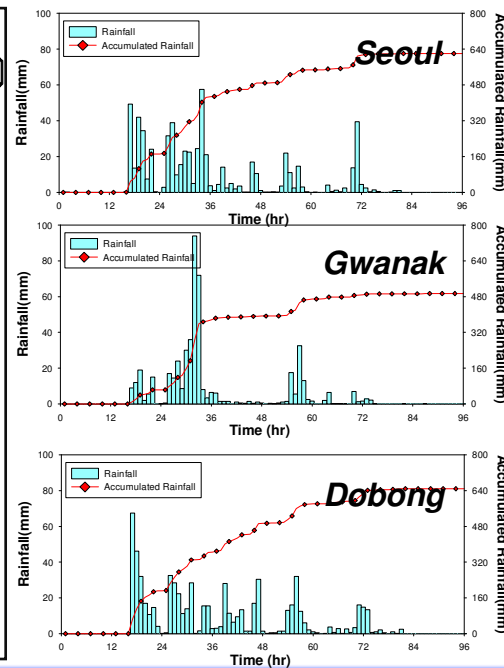 100
80
60
40
20
0
Rainfall(mm)
Rainfall
Accumulated Rainfall
Seoul
800
640
480
320
160
0
Accumulated Rainfall(mm)
0 12 24 36 48 60 72 84 96
Time (hr)
100
80
60
40
20
0
Rainfall(mm)
Rainfall
Accumulated Rainfall
Gwanak
800
640
480
320
160
0
Accumulated Rainfall(mm)
0 12 24 36 48 60 72 84 96
Time (hr)
100
80
60
40
20
0
Rainfall(mm)
Rainfall
Accumulated Rainfall
Dobong
800
640
480
320
160
0
Accumulated Rainfall(mm)
0 12 24 36 48 60 72 84 96
Time (hr)